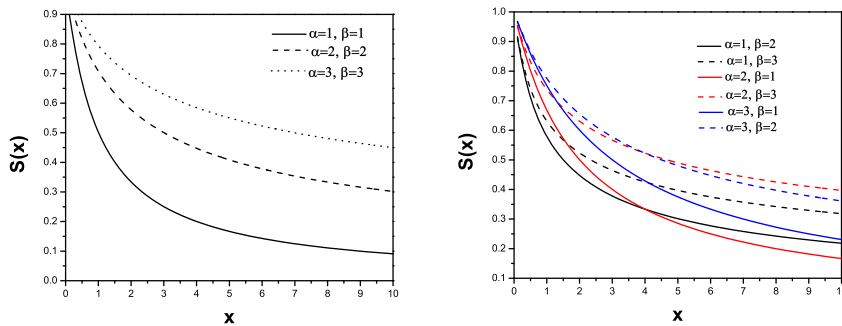 0.9
0.8
0.7
0.6
0.5
0.4
0.3
0.2
0.1
0.0
0 1 2 3 4 5 6 7 8 9 10
S(x)
x
α=1, β=1
α=2, β=2
α=3, β=3
1.0
0.9
0.8
0.7
0.6
0.5
0.4
0.3
0.2
0.1
0 1 2 3 4 5 6 7 8 9 1
S(x)
x
α=1, β=2
α=1, β=3
α=2, β=1
α=2, β=3
α=3, β=1
α=3, β=2